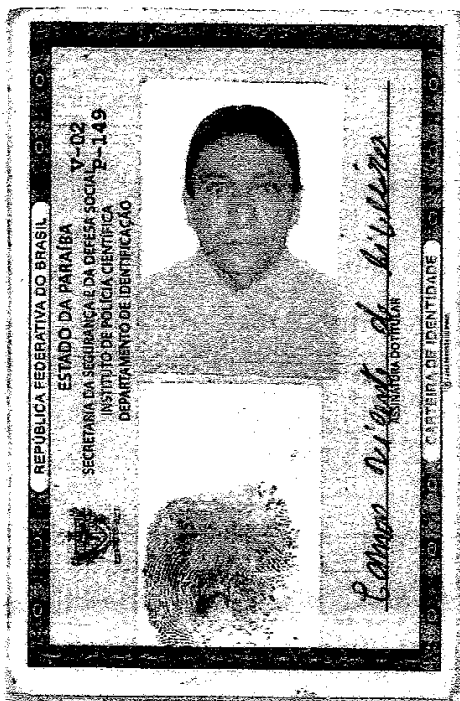 REPÚBLICA FEDERATIVA DO BRASIL
ESTADO DA PARAÍBA
V-02
SECRETARIA DA SEGURANÇA E DA DEFESA SOCIAL
P-149
INSTITUTO DE POLÍCIA CIENTÍFICA
DEPARTAMENTO DE IDENTIFICAÇÃO
ASSINATURA DO TITULAR
CARTEIRA DE IDENTIDADE